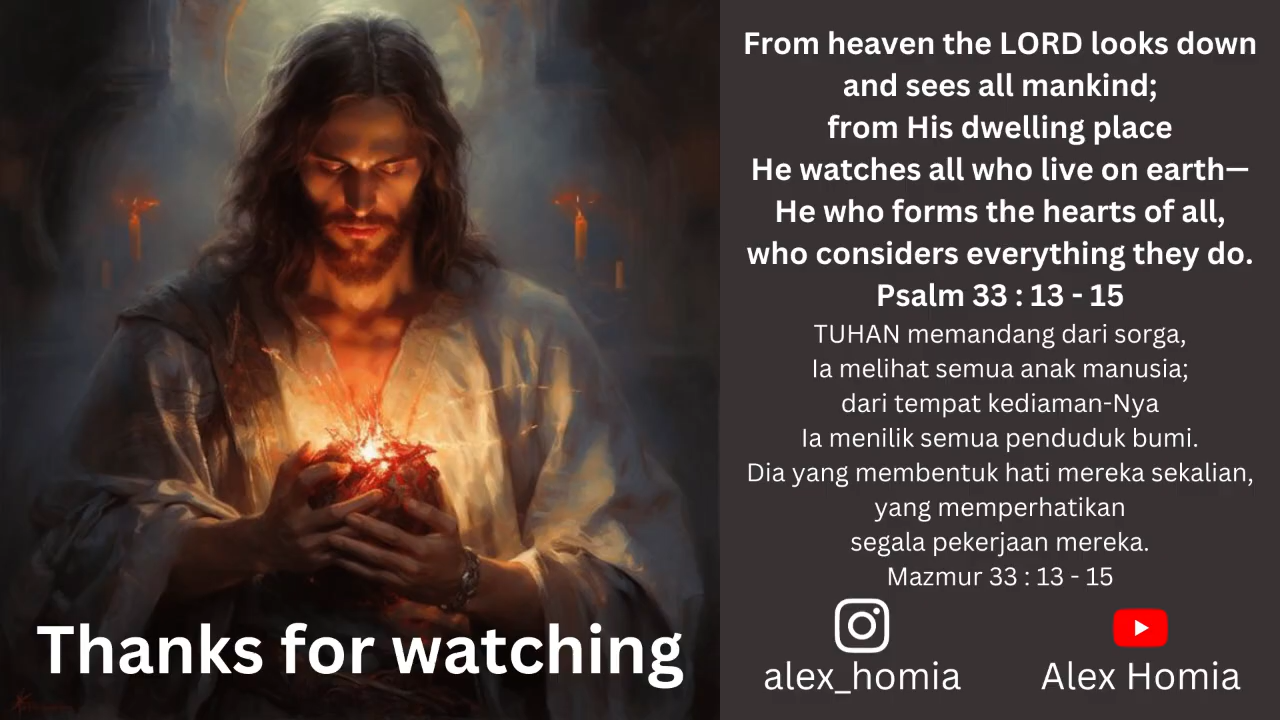 Thanks for watching
From heaven the LORD looks down
and sees all mankind;
from His dwelling place
He watches all who live on earth—
He who forms the hearts of all,
who considers everything they do.
Psalm 33 : 13 - 15
TUHAN memandang dari sorga,
Ia melihat semua anak manusia;
dari tempat kediaman-Nya
Ia menilik semua penduduk bumi.
Dia yang membentuk hati mereka sekalian,
yang memperhatikan
segala pekerjaan mereka.
Mazmur 33 : 13 - 15
alex_homia
Alex Homia